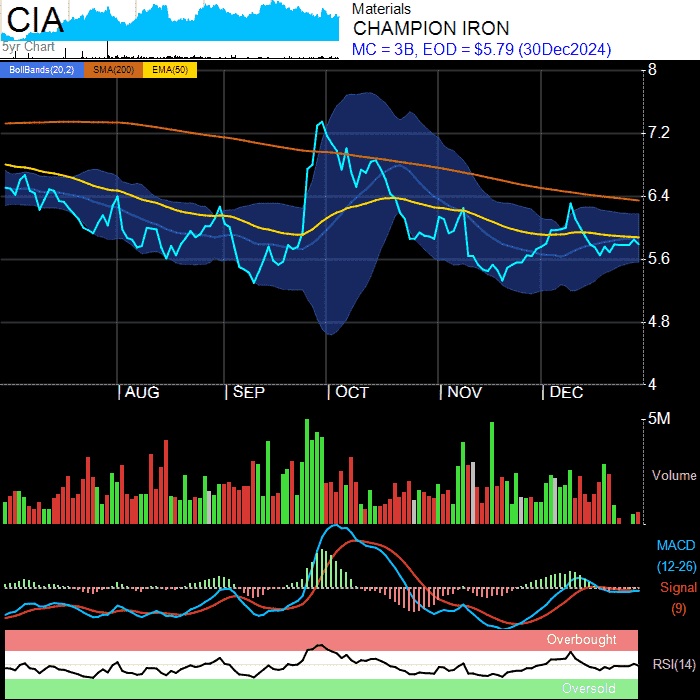 CIA
5yr Chart
Materials
CHAMPION IRON
MC = 3B, EOD = $5.79 (30Dec2024)
BollBands(20,2) SMA(200) EMA(50)
8
7.2
6.4
5.6
4.8
4
AUG SEP OCT NOV DEC
5M
Volume
MACD
(12-26)
Signal
(9)
Overbought
RSI(14)
Oversold